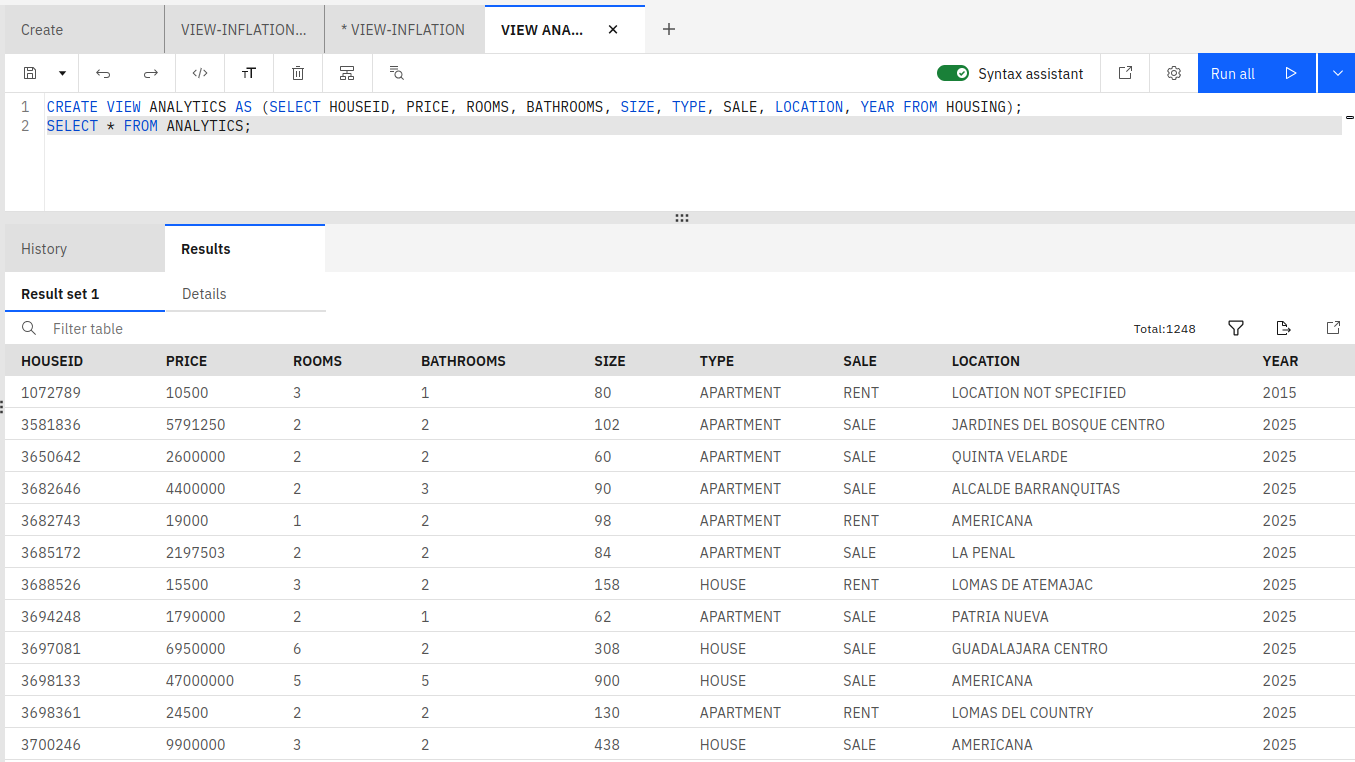 Create VIEW-INFLATION... * VIEW-INFLATION VIEW ANA...
Syntax assistant Run all
1 CREATE VIEW ANALYTICS AS (SELECT HOUSEID, PRICE, ROOMS, BATHROOMS, SIZE, TYPE, SALE, LOCATION, YEAR FROM HOUSING);
2 SELECT * FROM ANALYTICS;
History Results
Result set 1 Details
Filter table Total:1248
HOUSEID PRICE ROOMS BATHROOMS SIZE TYPE SALE LOCATION YEAR
1072789 10500 3 1 80 APARTMENT RENT LOCATION NOT SPECIFIED 2015
3581836 5791250 2 2 102 APARTMENT SALE JARDINES DEL BOSQUE CENTRO 2025
3650642 2600000 2 2 60 APARTMENT SALE QUINTA VELARDE 2025
3682646 4400000 2 3 90 APARTMENT SALE ALCALDE BARRANQUITAS 2025
3682743 19000 1 2 98 APARTMENT RENT AMERICANA 2025
3685172 2197503 2 2 84 APARTMENT SALE LA PENAL 2025
3688526 15500 3 2 158 HOUSE RENT LOMAS DE ATEMAJAC 2025
3694248 1790000 2 1 62 APARTMENT SALE PATRIA NUEVA 2025
3697081 6950000 6 2 308 HOUSE SALE GUADALAJARA CENTRO 2025
3698133 47000000 5 5 900 HOUSE SALE AMERICANA 2025
3698361 24500 2 2 130 APARTMENT RENT LOMAS DEL COUNTRY 2025
3700246 9900000 3 2 438 HOUSE SALE AMERICANA 2025